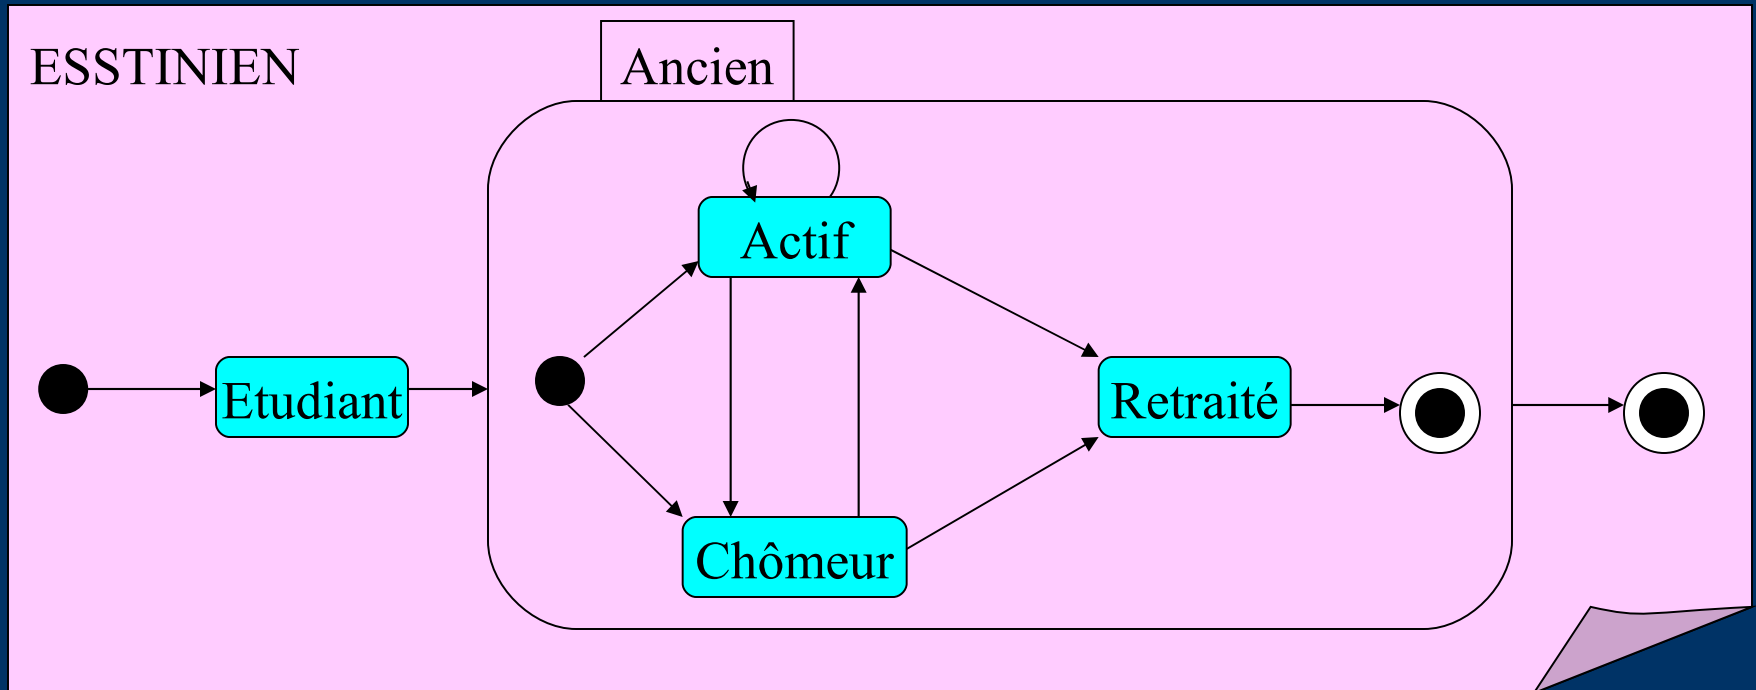 ESSTINIEN
Ancien
Actif
Etudiant
Retraité
Chômeur